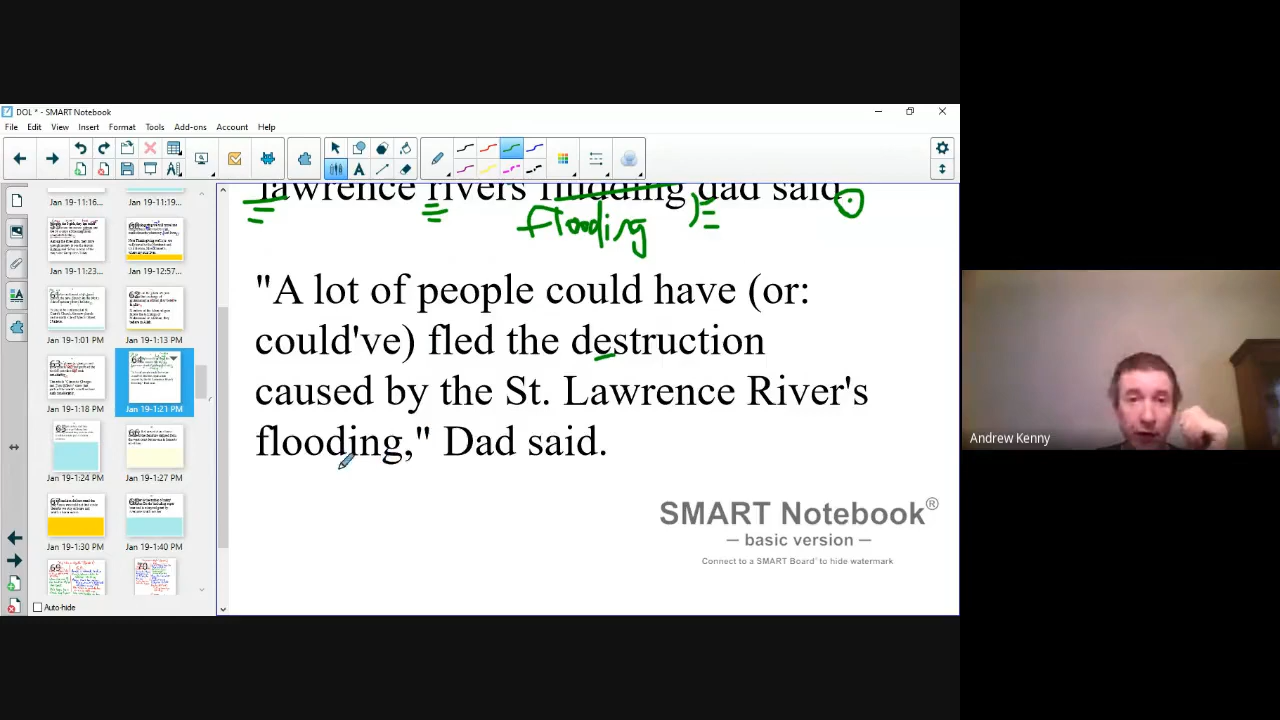 DOL * - SMART Notebook
File Edit View Insert Format Tools Add-ons Account Help
lawrence rivers fludding dad said
flooding
"A lot of people could have (or:
could've) fled the destruction
caused by the St. Lawrence River's
flooding," Dad said.
SMART Notebook®
— basic version —
Connect to a SMART Board® to hide watermark
Jan 19-11:16... Jan 19-11:19...
Jan 19-11:23... Jan 19-12:57...
Jan 19-1:01 PM Jan 19-1:13 PM
Jan 19-1:18 PM Jan 19-1:21 PM
Jan 19-1:24 PM Jan 19-1:27 PM
Jan 19-1:30 PM Jan 19-1:40 PM
Auto-hide
Andrew Kenny